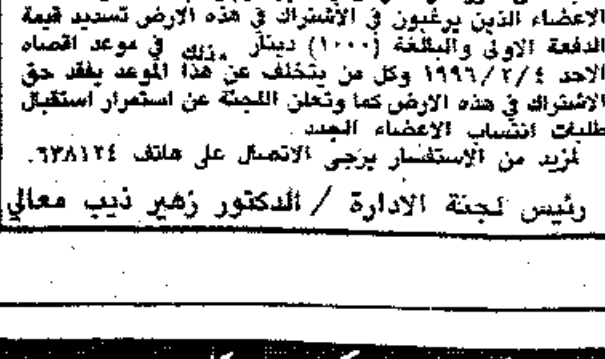 الاعضاء الذين يرغبون في الاشتراك في هذه الارض تسديد قيمة
الدفعة الاولى والبالغة (١٠٠٠) دينار وذلك في موعد اقصاه
الاحد ١٩٩٦/٢/٤ وكل من يتخلف عن هذا الموعد يفقد حق
الاشتراك في هذه الارض كما وتعلن اللجنة عن استمرار استقبال
طلبات انتساب الاعضاء الجدد.
لمزيد من الاستفسار يرجى الاتصال على هاتف ٦٣٨١٢٤.
رئيس لجنة الادارة / الدكتور زهير ذيب معالي